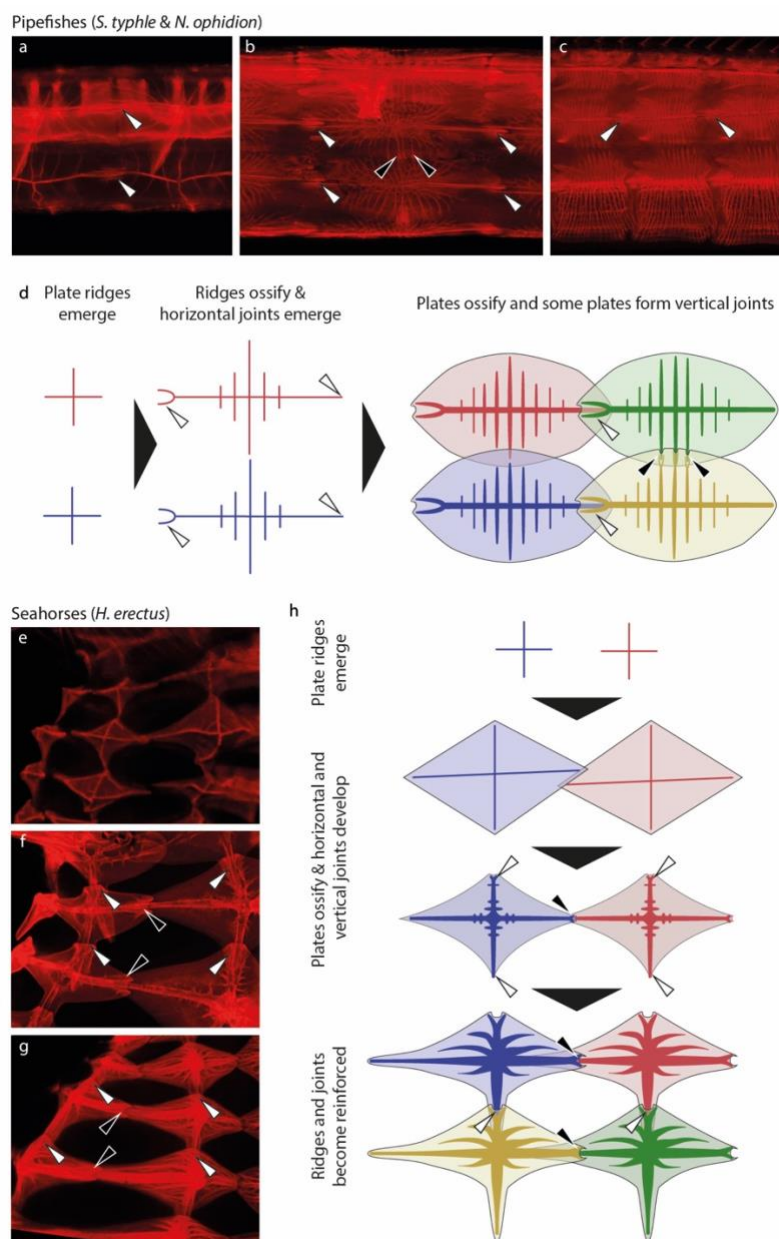 Pipefishes (S. typhle & N. ophidion)
a
b
c
d
Plate ridges
emerge
Ridges ossify &
horizontal joints emerge
Plates ossify and some plates form vertical joints
Seahorses (H. erectus)
e
f
g
h
Plate ridges
emerge
Plates ossify & horizontal and
vertical joints develop
Ridges and joints
become reinforced